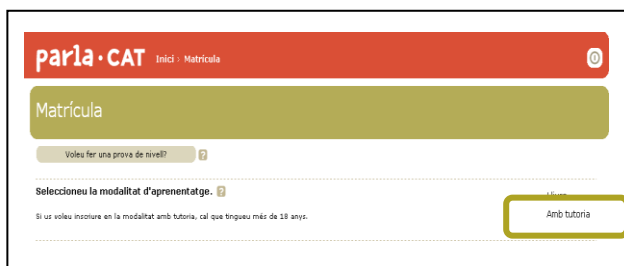 parla·CAT Inici › Matrícula
Matrícula
Voleu fer una prova de nivell? ?
Seleccioneu la modalitat d'aprenentatge. ?
Si us voleu inscriure en la modalitat amb tutoria, cal que tingueu més de 18 anys.
Amb tutoria